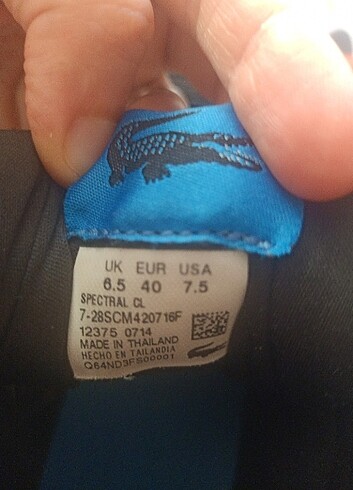 UK EUR USA
6.5 40 7.5
SPECTRAL CL
7-28SCM420716F
12375 0714
MADE IN THAILAND
HECHO EN TAILANDIA
Q64ND3FS00001